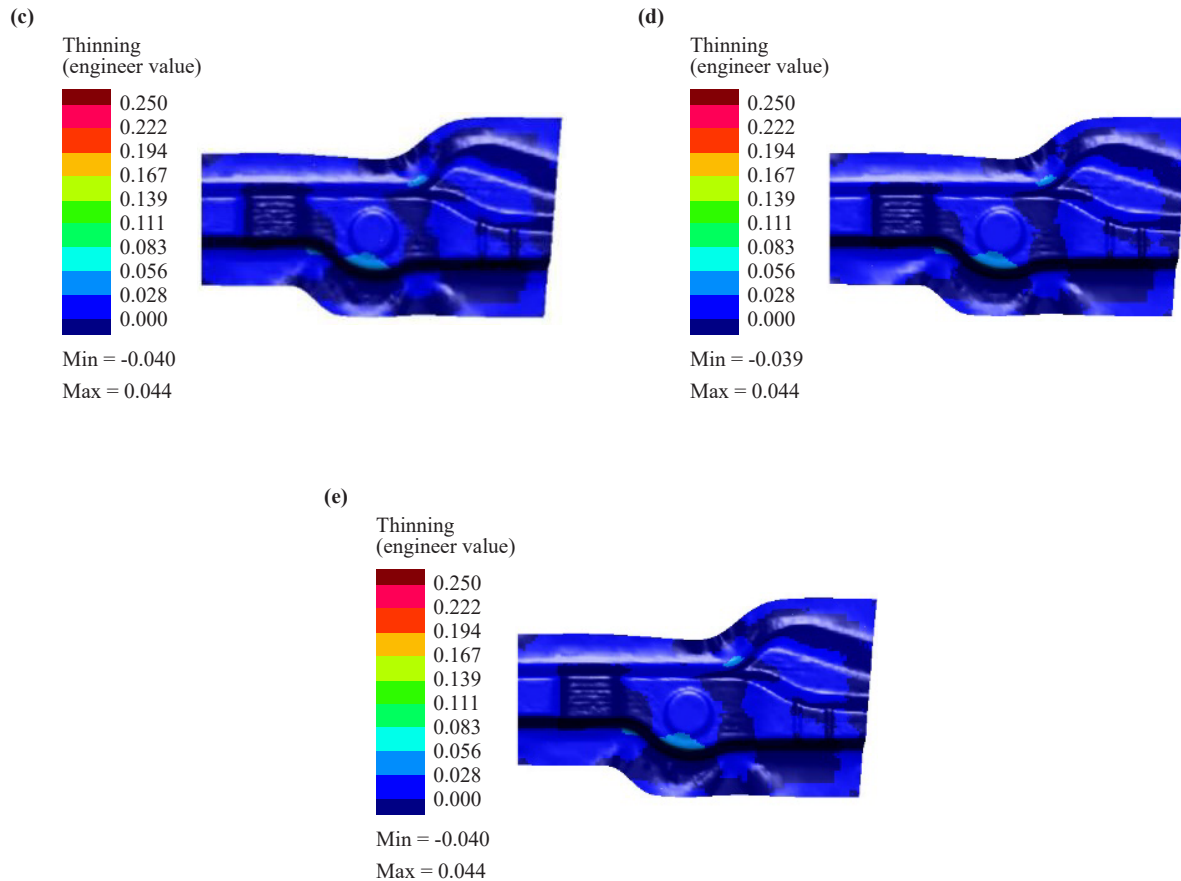 (c)
Thinning
(engineer value)
0.250
0.222
0.194
0.167
0.139
0.111
0.083
0.056
0.028
0.000
Min = -0.040
Max = 0.044
(d)
Thinning
(engineer value)
0.250
0.222
0.194
0.167
0.139
0.111
0.083
0.056
0.028
0.000
Min = -0.039
Max = 0.044
(e)
Thinning
(engineer value)
0.250
0.222
0.194
0.167
0.139
0.111
0.083
0.056
0.028
0.000
Min = -0.040
Max = 0.044